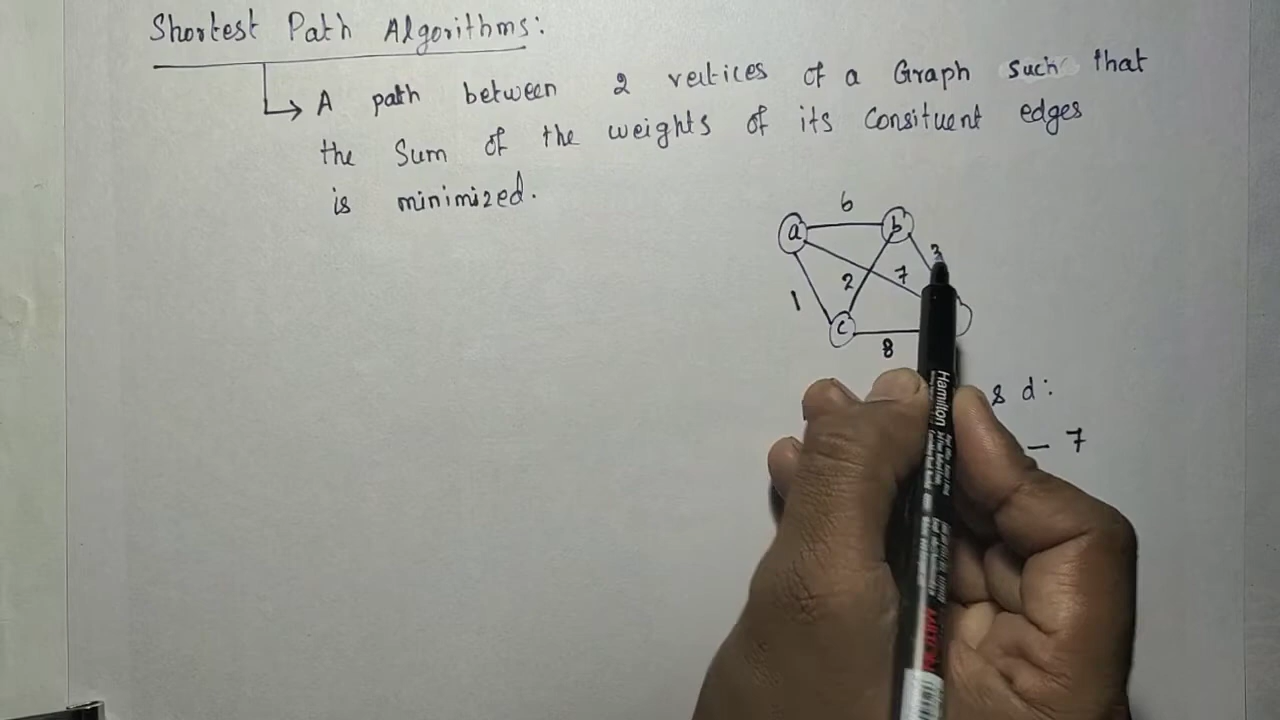 Shortest Path Algorithms:
A path between 2 vertices of a Graph such that
the Sum of the weights of its Consituent edges
is minimized.
6
a b
3
2 7
1
c
8
& d:
– 7
Hamilton